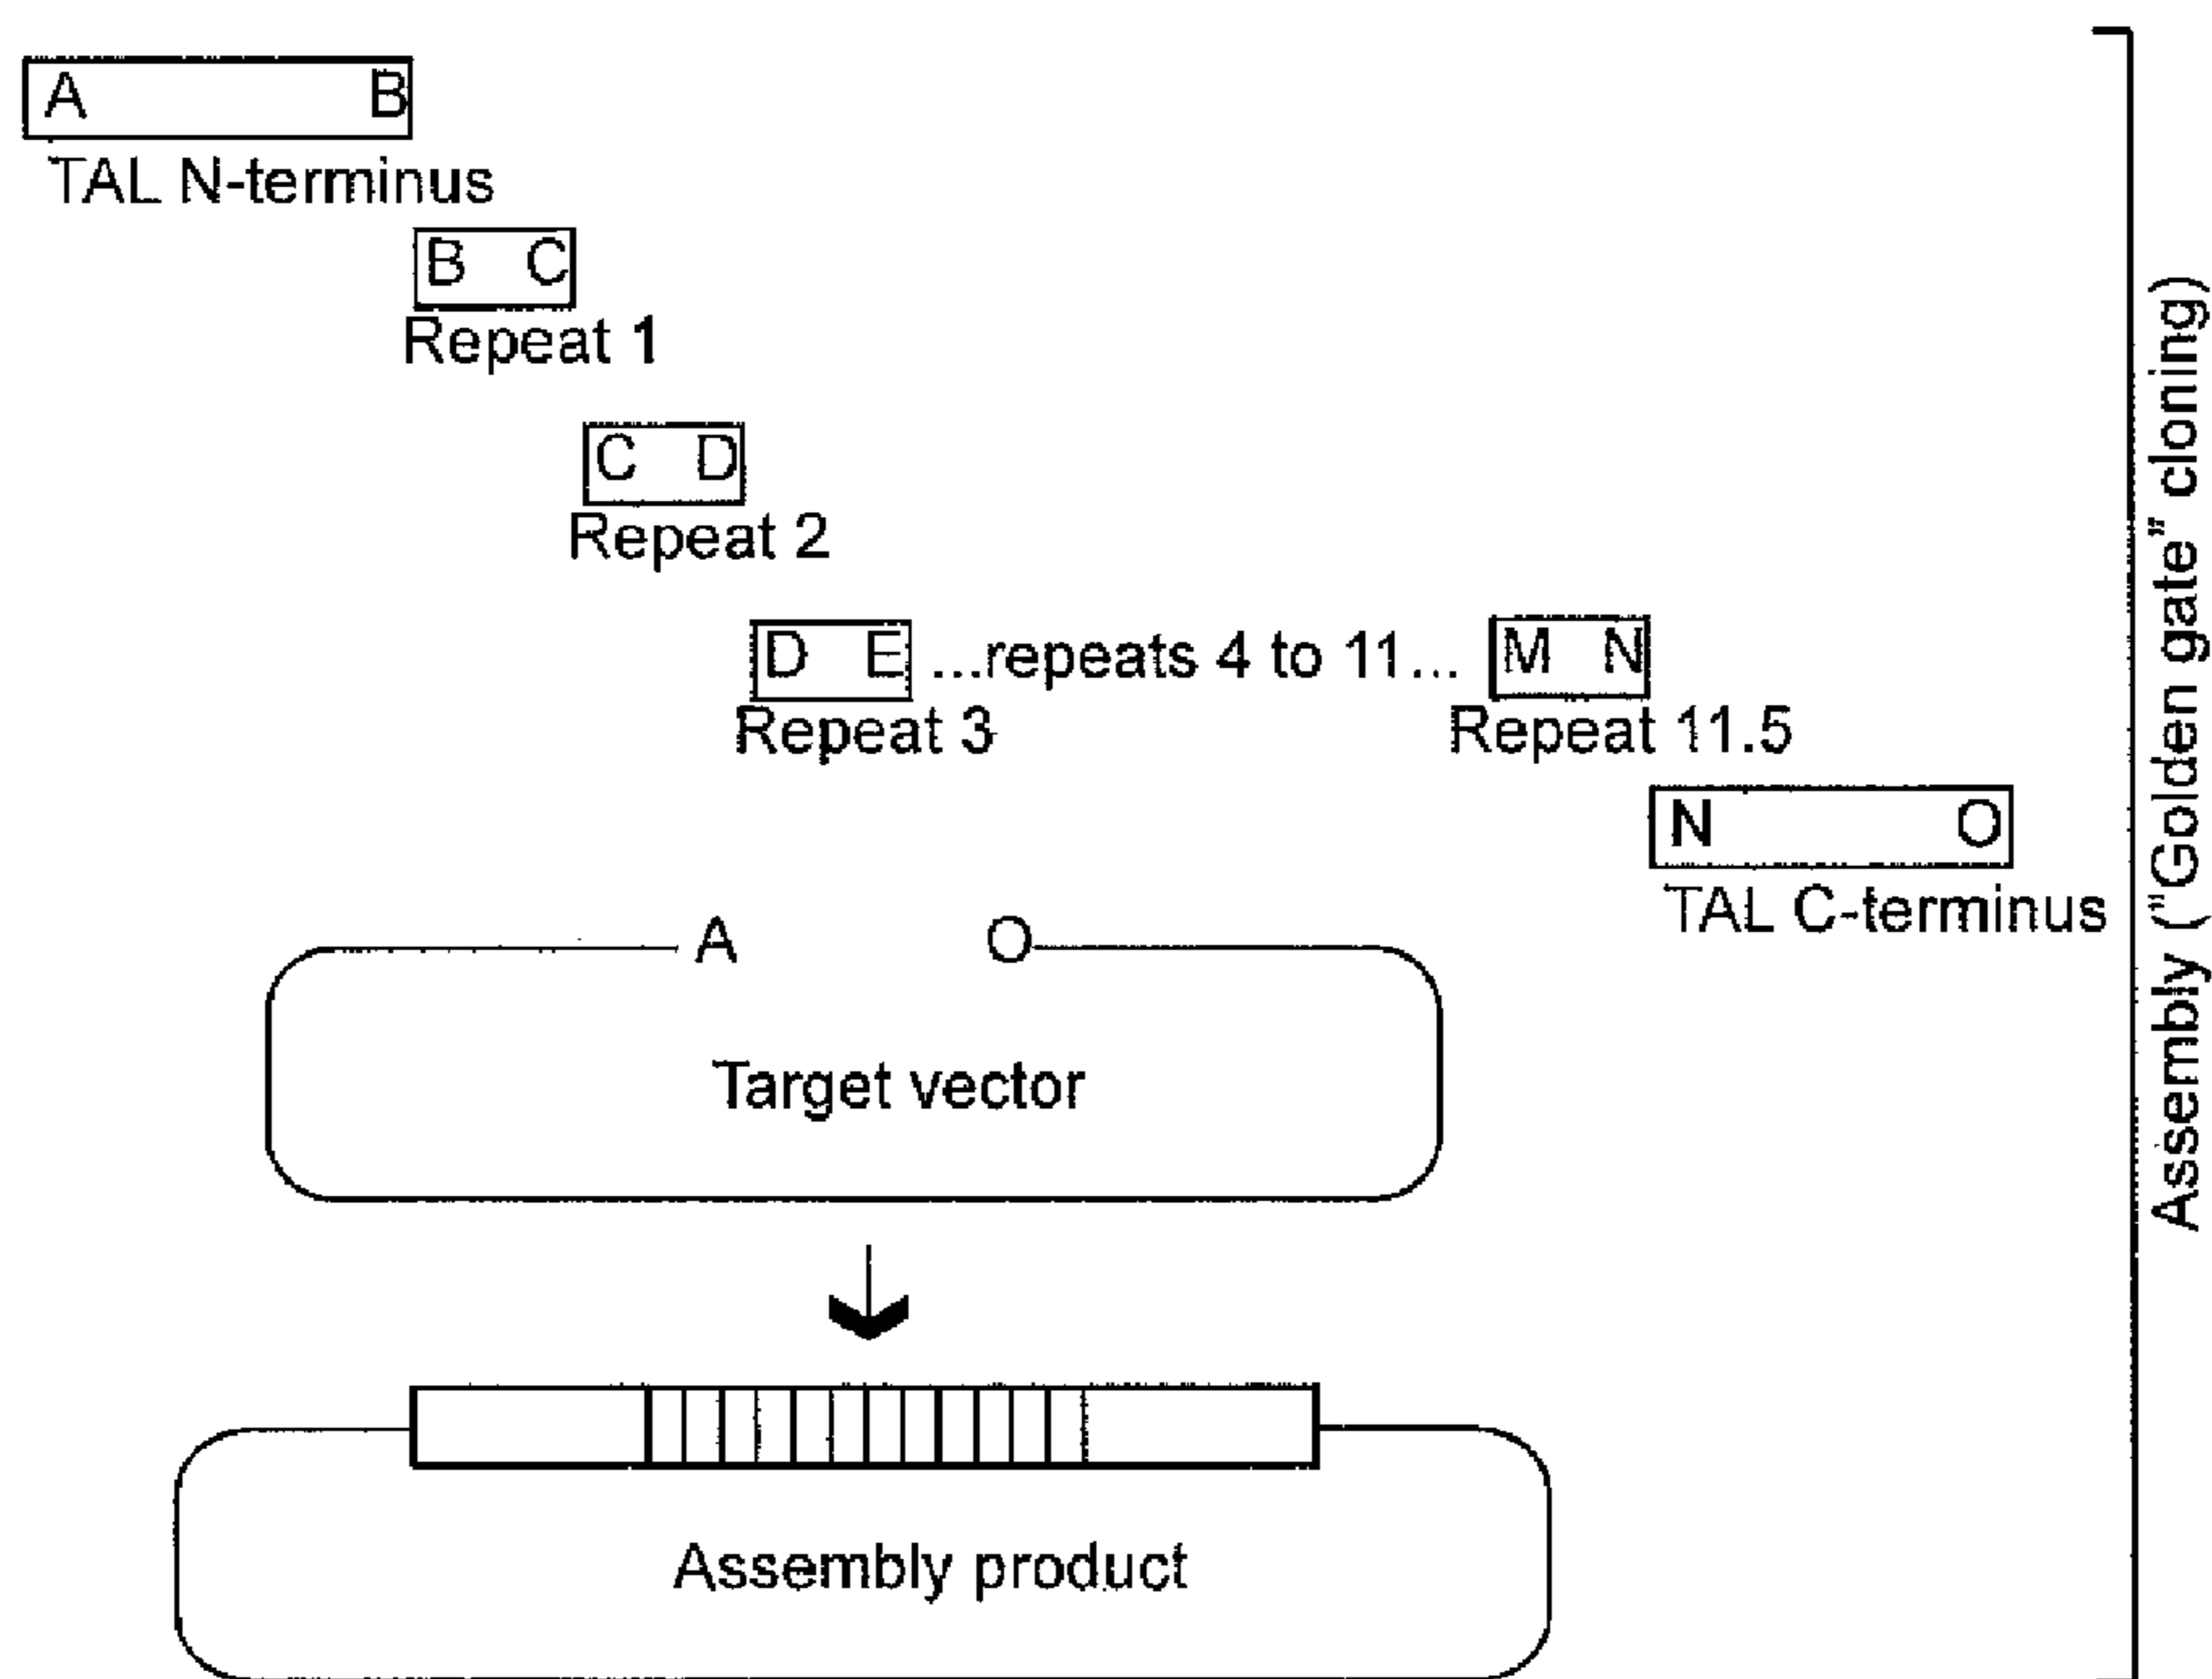 A B
TAL N-terminus
B C
Repeat 1
C D
Repeat 2
D E ...repeats 4 to 11... M N
Repeat 3 Repeat 11.5
N O
TAL C-terminus
A O
Target vector
Assembly product
Assembly ("Golden gate" cloning)